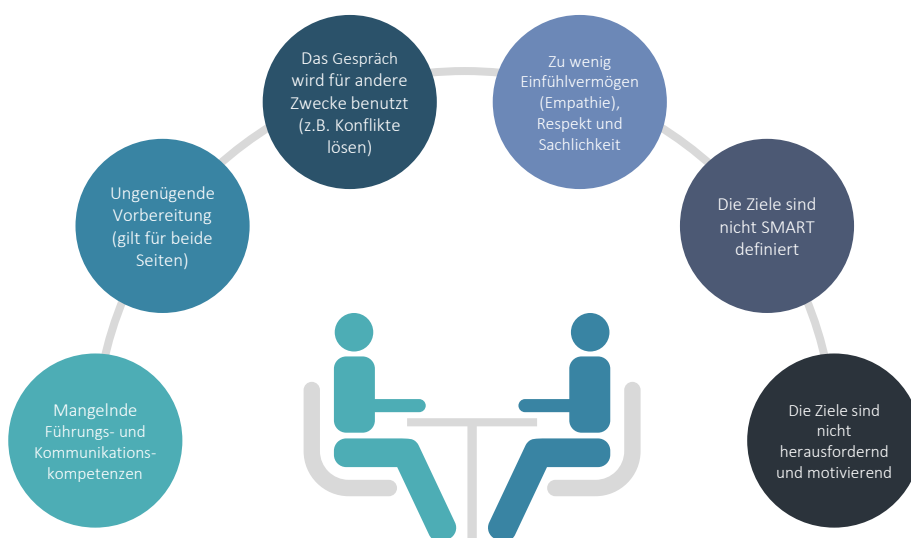 Das Gespräch
wird für andere
Zwecke benutzt
(z.B. Konflikte
lösen)
Zu wenig
Einfühlvermögen
(Empathie),
Respekt und
Sachlichkeit
Ungenügende
Vorbereitung
(gilt für beide
Seiten)
Die Ziele sind
nicht SMART
definiert
Mangelnde
Führungs- und
Kommunikations-
kompetenzen
Die Ziele sind
nicht
herausfordernd
und motivierend